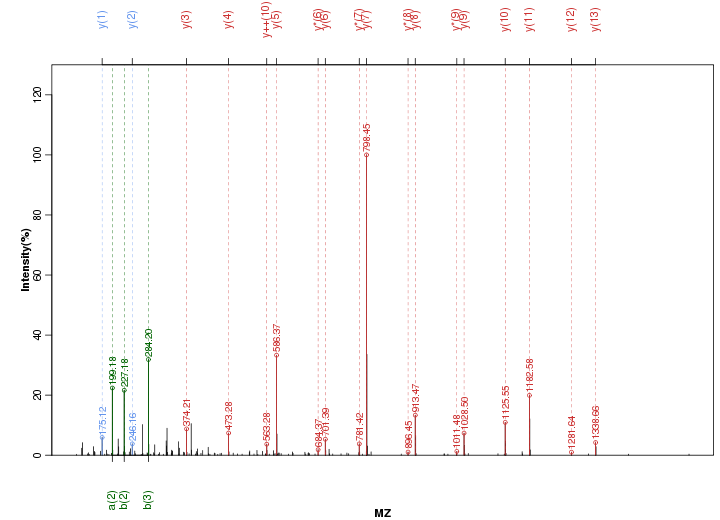 y(1)
y(2)
y(3)
y(4)
y++(10)
y(5)
y*(6)
y(6)
y*(7)
y(7)
y*(8)
y(8)
y*(9)
y(9)
y(10)
y(11)
y(12)
y(13)
Intensity(%)
0
20
40
60
80
100
120
175.12
199.18
227.18
246.16
284.20
374.21
473.28
563.28
586.37
684.37
701.39
781.42
798.45
896.45
913.47
1011.48
1028.50
1125.55
1182.58
1281.64
1338.66
a(2)
b(2)
b(3)
MZ